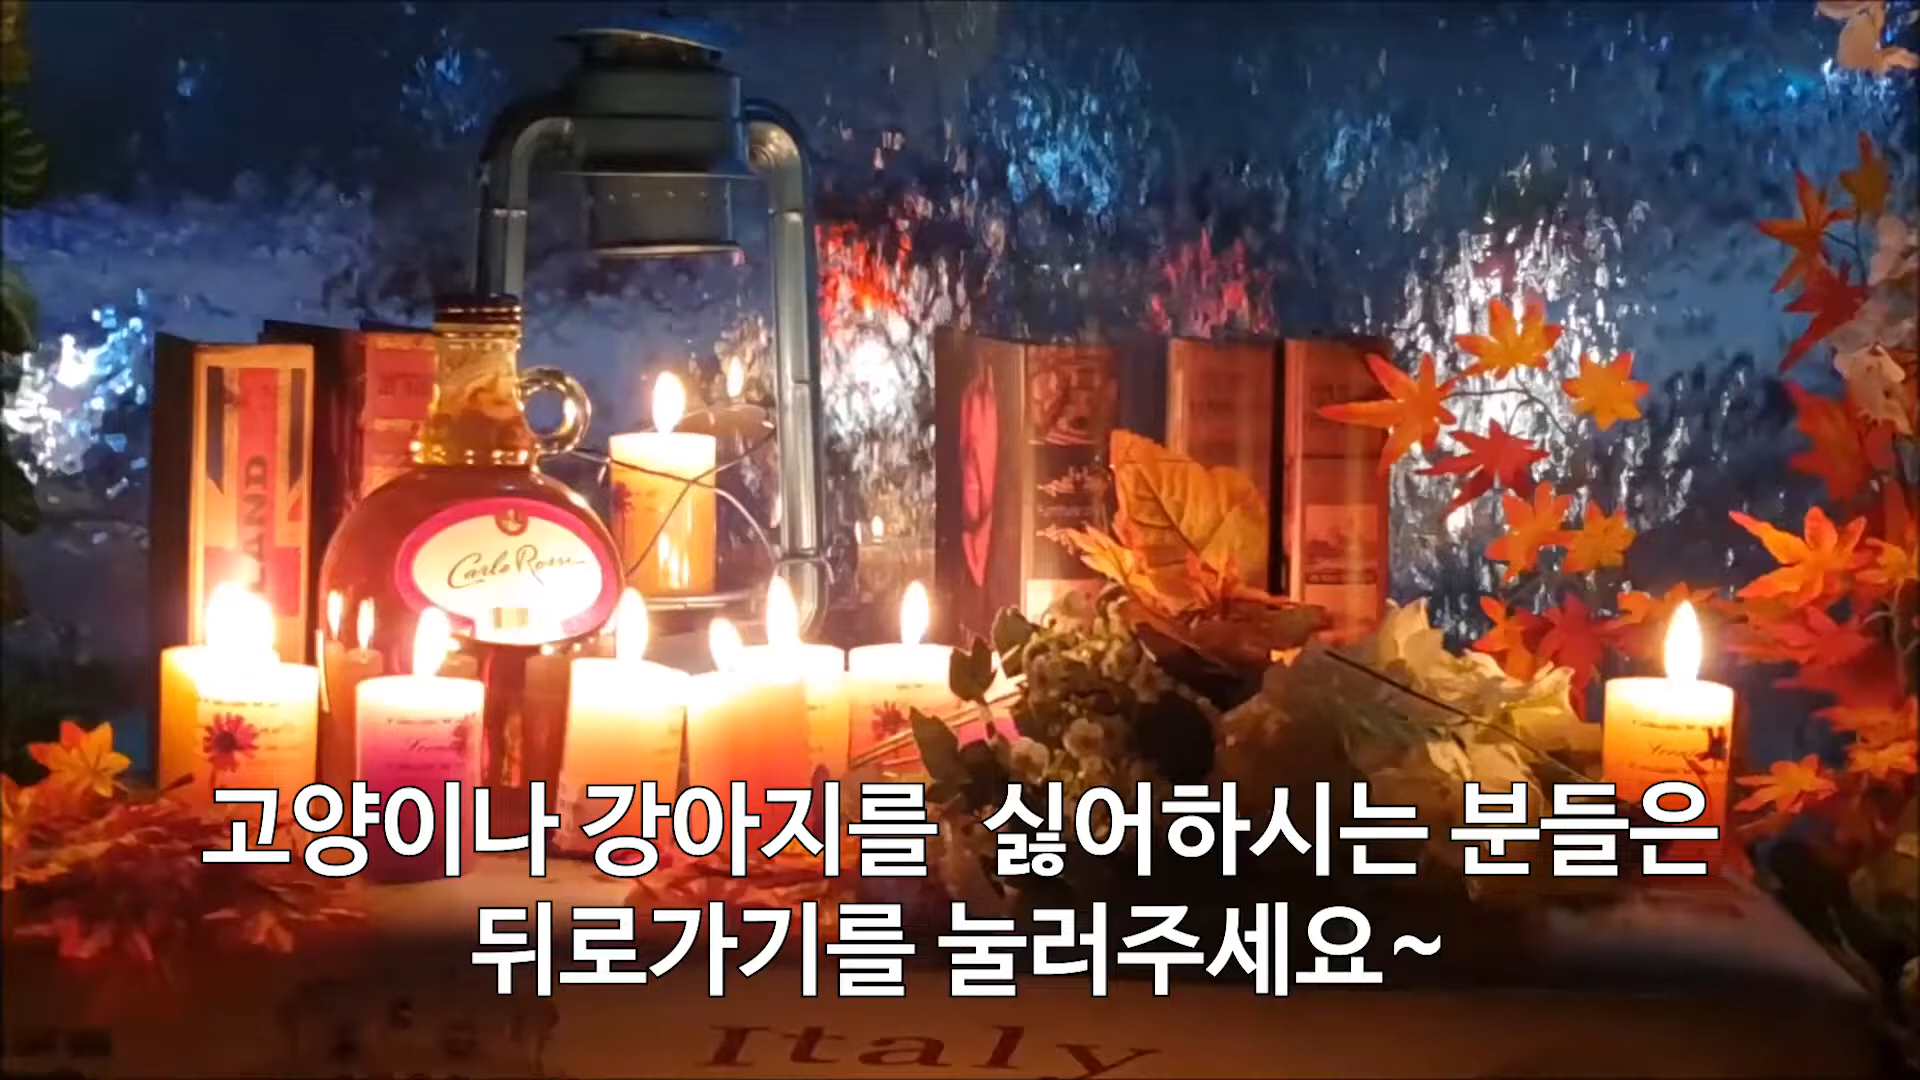 LAND
Carlo Rossi
고양이나 강아지를 싫어하시는 분들은
뒤로가기를 눌러주세요~
Italy